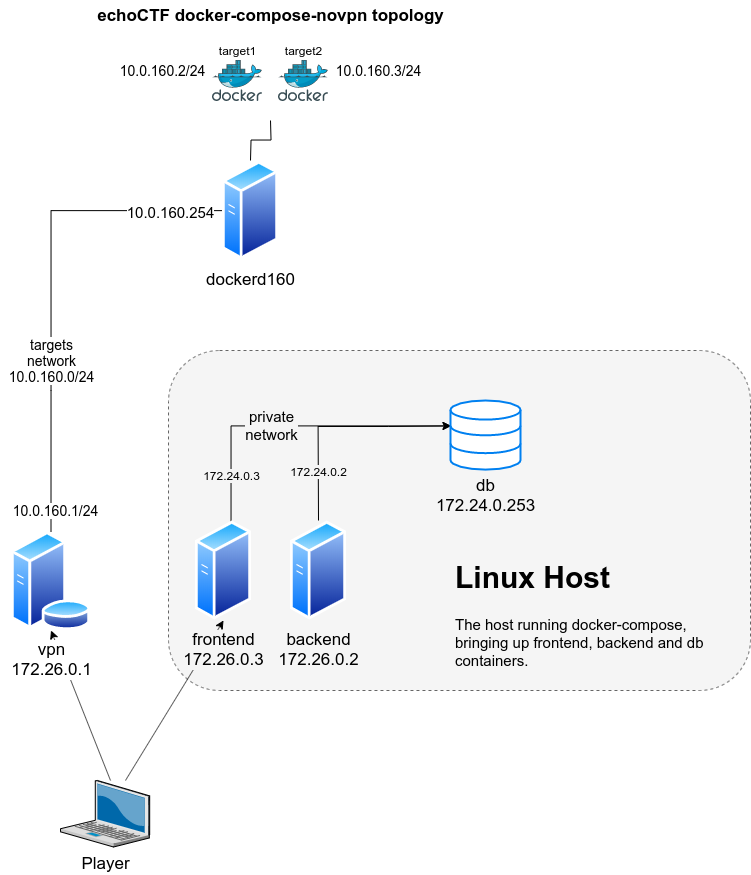 echoCTF docker-compose-novpn topology
target1
target2
10.0.160.2/24
docker
docker
10.0.160.3/24
10.0.160.254
dockerd160
targets
network
10.0.160.0/24
private
network
172.24.0.3
172.24.0.2
db
172.24.0.253
10.0.160.1/24
vpn
172.26.0.1
frontend
172.26.0.3
backend
172.26.0.2
Linux Host
The host running docker-compose,
bringing up frontend, backend and db
containers.
Player